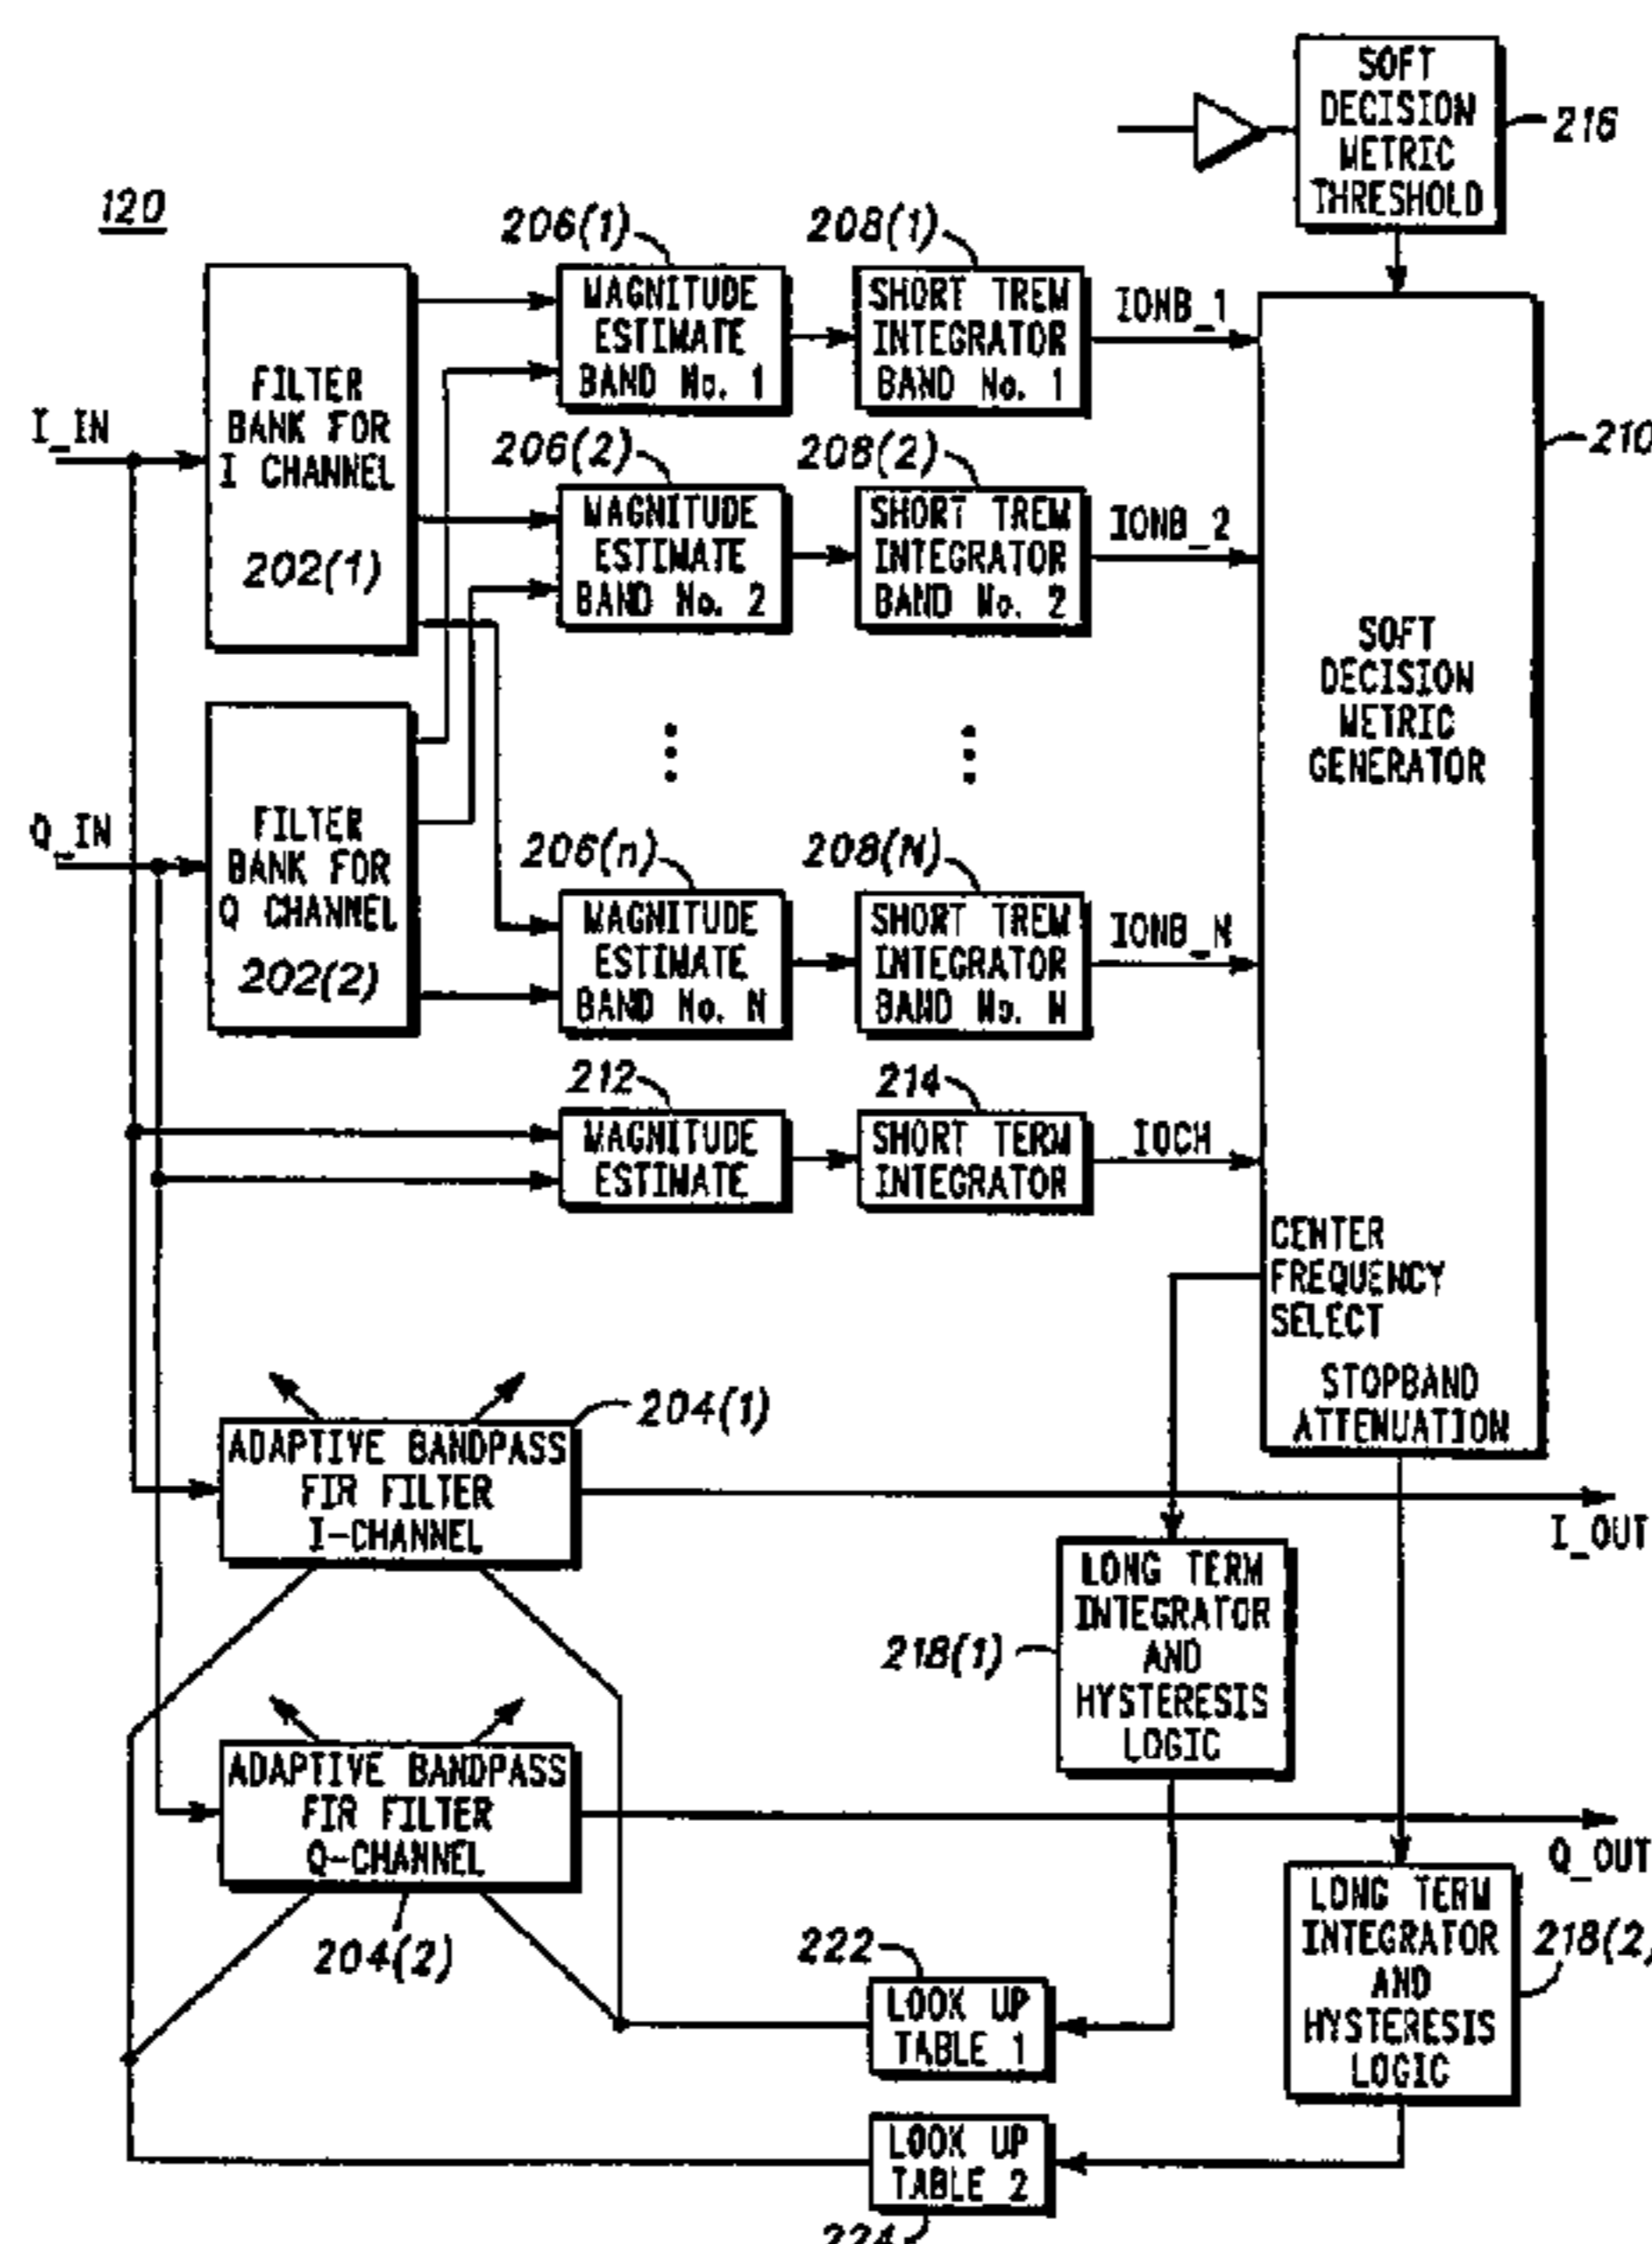 SOFT
DECISION
METRIC
THRESHOLD
216
120
206(1)
208(1)
MAGNITUDE
ESTIMATE
BAND No. 1
SHORT TREM
INTEGRATOR
BAND No. 1
IONB_1
FILTER
BANK FOR
I CHANNEL
202(1)
I_IN
210
206(2)
208(2)
MAGNITUDE
ESTIMATE
BAND No. 2
SHORT TREM
INTEGRATOR
BAND No. 2
IONB_2
SOFT
DECISION
METRIC
GENERATOR
Q_IN
FILTER
BANK FOR
Q CHANNEL
202(2)
206(n)
208(N)
MAGNITUDE
ESTIMATE
BAND No. N
SHORT TREM
INTEGRATOR
BAND No. N
IONB_N
212
214
MAGNITUDE
ESTIMATE
SHORT TERM
INTEGRATOR
IOCH
CENTER
FREQUENCY
SELECT
STOPBAND
ATTENUATION
204(1)
ADAPTIVE BANDPASS
FIR FILTER
I-CHANNEL
I_OUT
LONG TERM
INTEGRATOR
AND
HYSTERESIS
LOGIC
218(1)
ADAPTIVE BANDPASS
FIR FILTER
Q-CHANNEL
204(2)
Q_OUT
LONG TERM
INTEGRATOR
AND
HYSTERESIS
LOGIC
218(2)
222
LOOK UP
TABLE 1
LOOK UP
TABLE 2
224